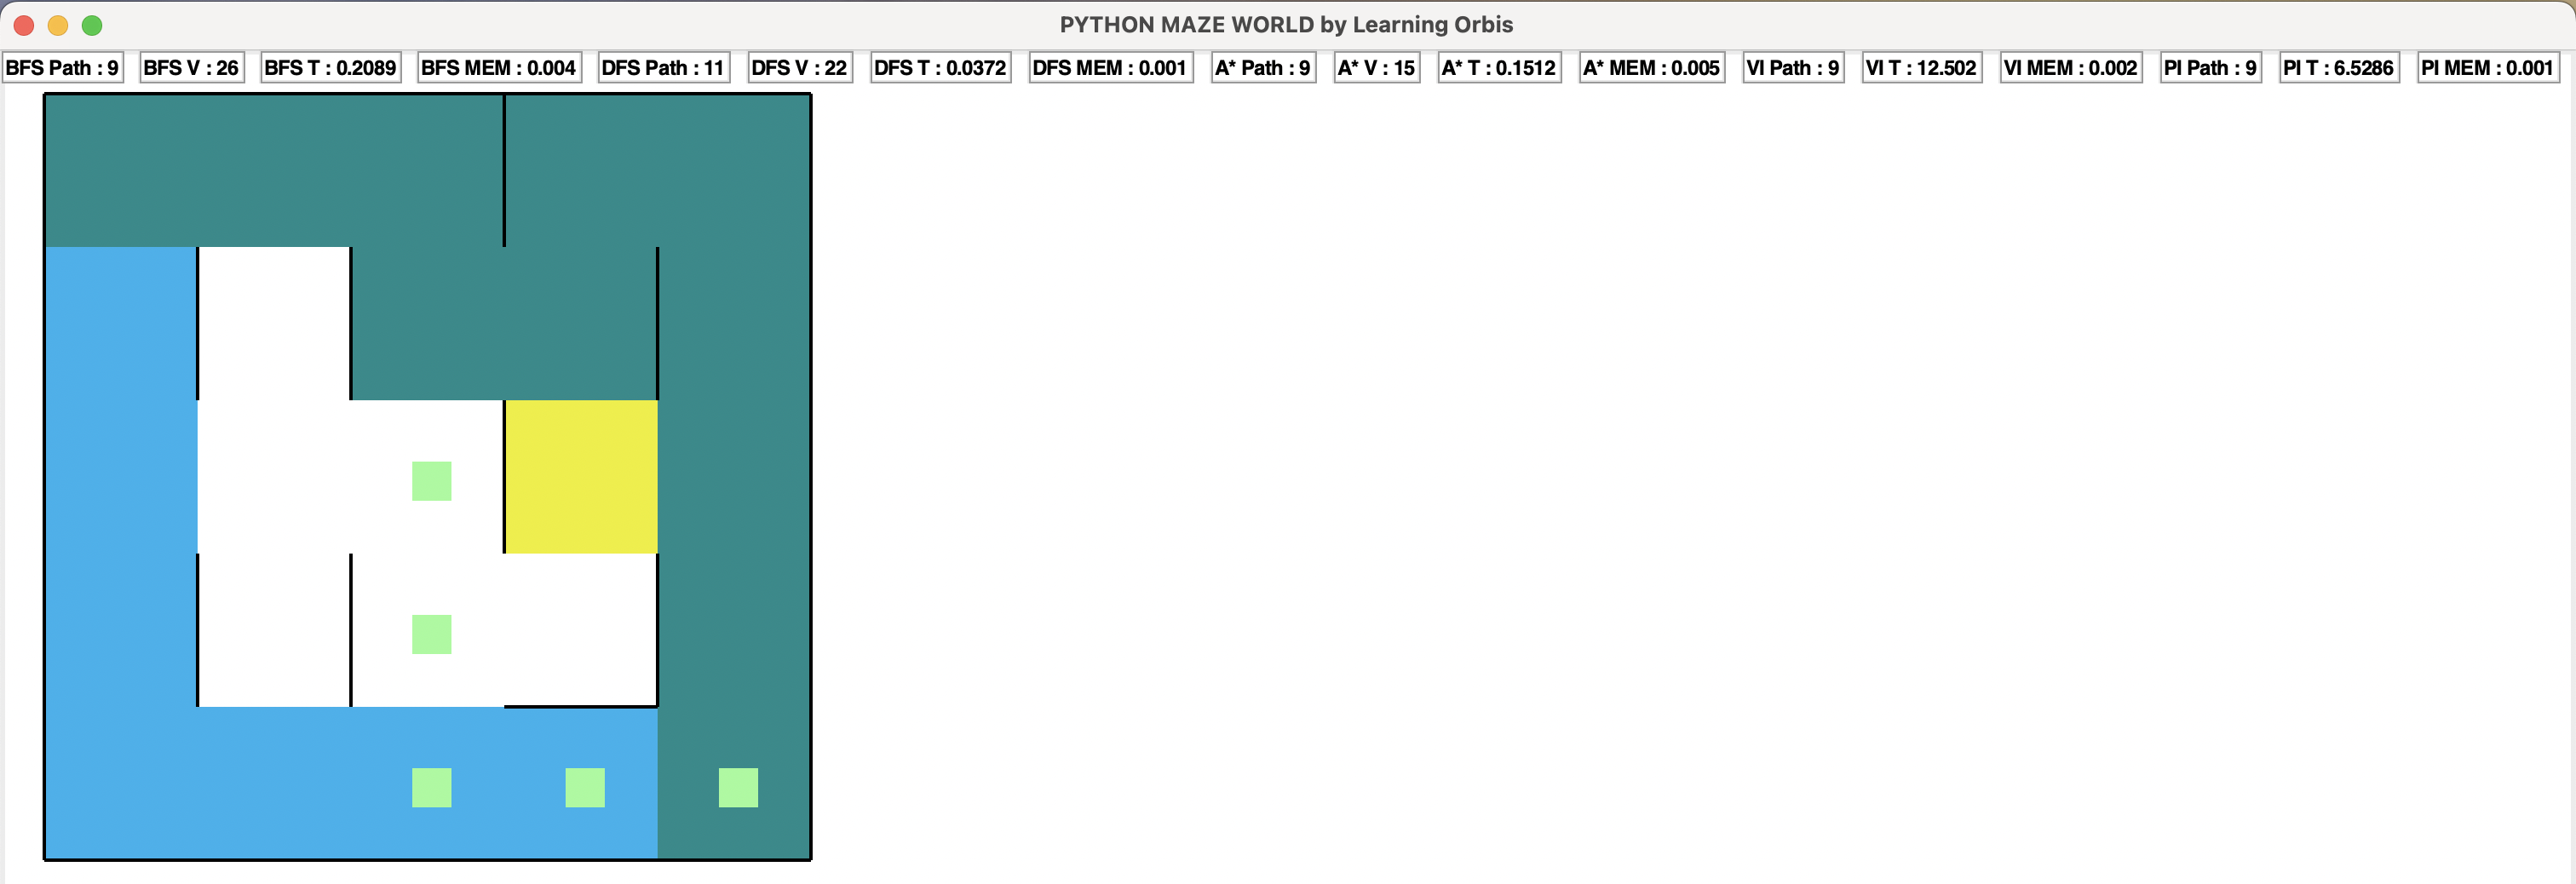 PYTHON MAZE WORLD by Learning Orbis
BFS Path : 9 BFS V : 26 BFS T : 0.2089 BFS MEM : 0.004 DFS Path : 11 DFS V : 22 DFS T : 0.0372 DFS MEM : 0.001 A* Path : 9 A* V : 15 A* T : 0.1512 A* MEM : 0.005 VI Path : 9 VI T : 12.502 VI MEM : 0.002 PI Path : 9 PI T : 6.5286 PI MEM : 0.001